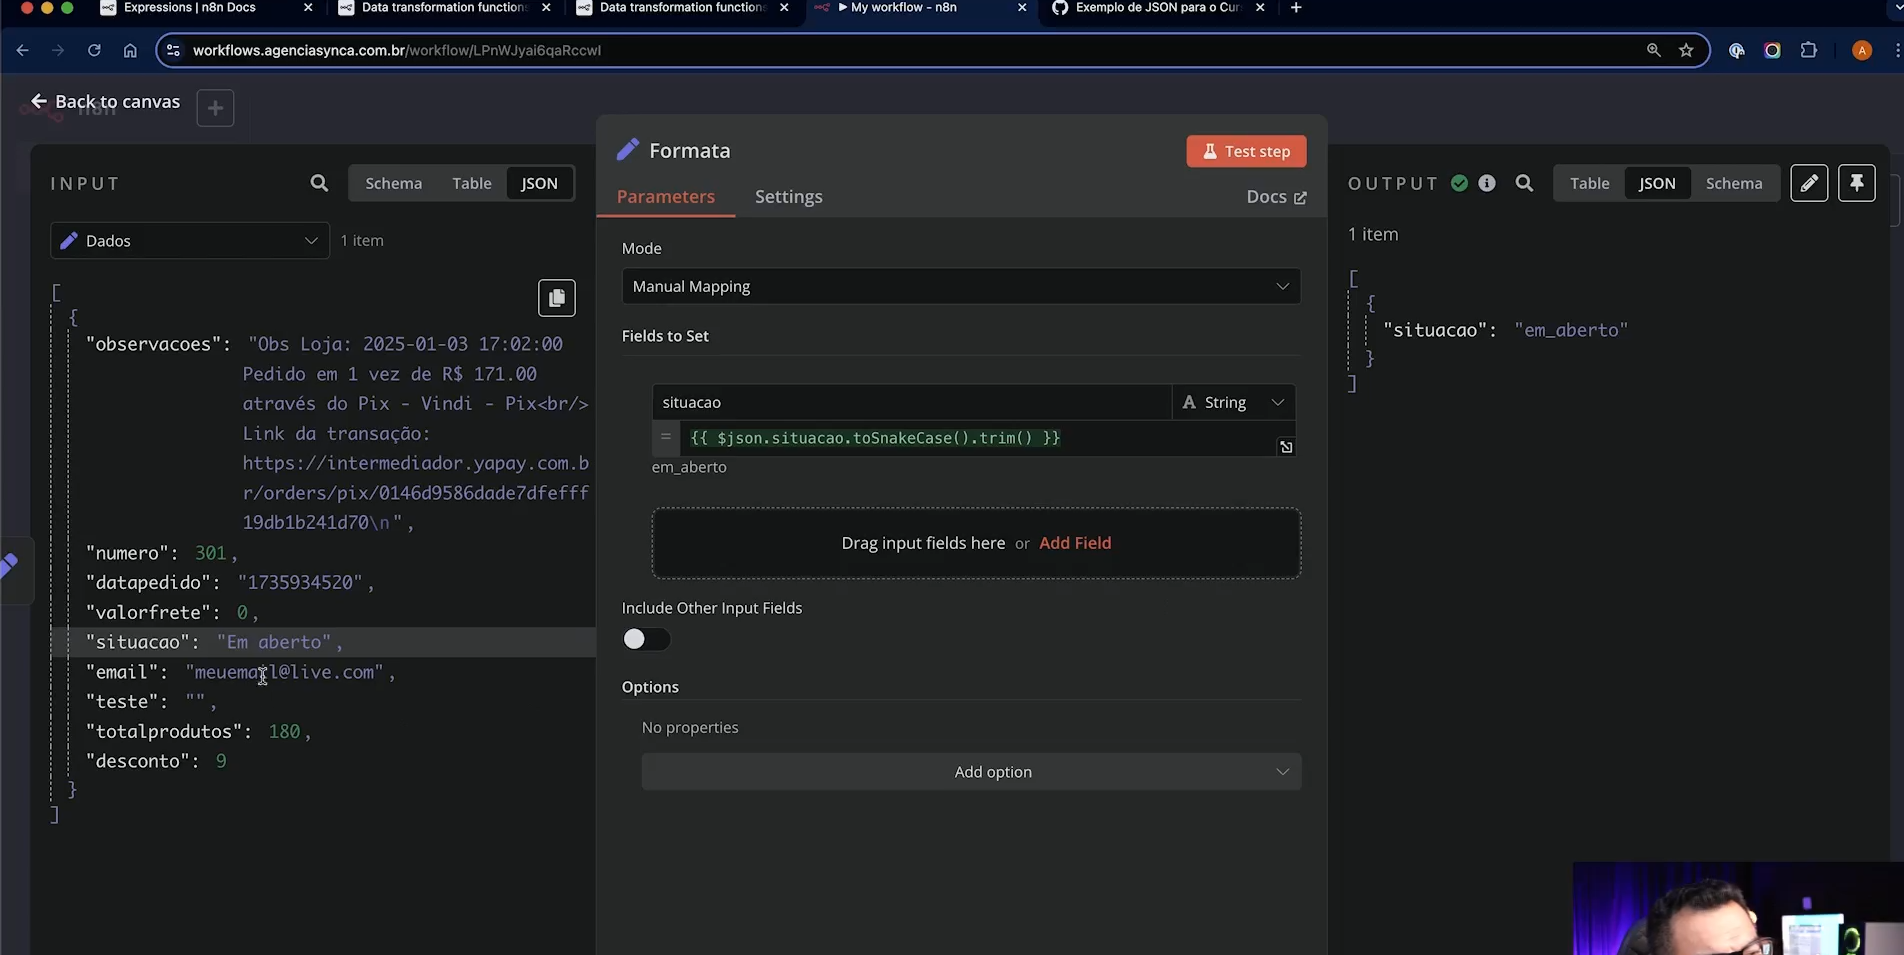 Expressions | n8n Docs
Data transformation functions
Data transformation functions
▶ My workflow - n8n
Exemplo de JSON para o Cur
workflows.agenciasynca.com.br/workflow/LPnWJyai6qaRccwI
A
Back to canvas
n8n
INPUT
Schema
Table
JSON
Dados
1 item
[
{
"observacoes": "Obs Loja: 2025-01-03 17:02:00
Pedido em 1 vez de R$ 171.00
através do Pix - Vindi - Pix<br/>
Link da transação:
https://intermediador.yapay.com.b
r/orders/pix/0146d9586dade7dfefff
19db1b241d70\n",
"numero": 301,
"datapedido": "1735934520",
"valorfrete": 0,
"situacao": "Em aberto",
"email": "meuemail@live.com",
"teste": "",
"totalprodutos": 180,
"desconto": 9
}
]
Formata
Test step
Parameters
Settings
Docs
Mode
Manual Mapping
Fields to Set
situacao
A String
= {{ $json.situacao.toSnakeCase().trim() }}
em_aberto
Drag input fields here or Add Field
Include Other Input Fields
Options
No properties
Add option
OUTPUT
Table
JSON
Schema
1 item
[
{
"situacao": "em_aberto"
}
]